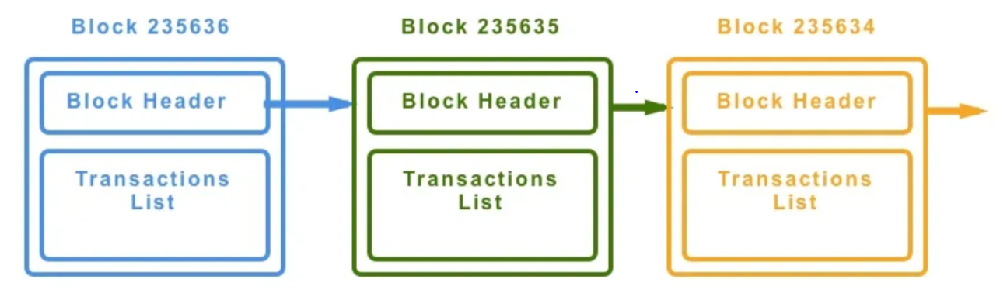 Block 235636
Block 235635
Block 235634
Block Header
Block Header
Block Header
Transactions
List
Transactions
List
Transactions
List